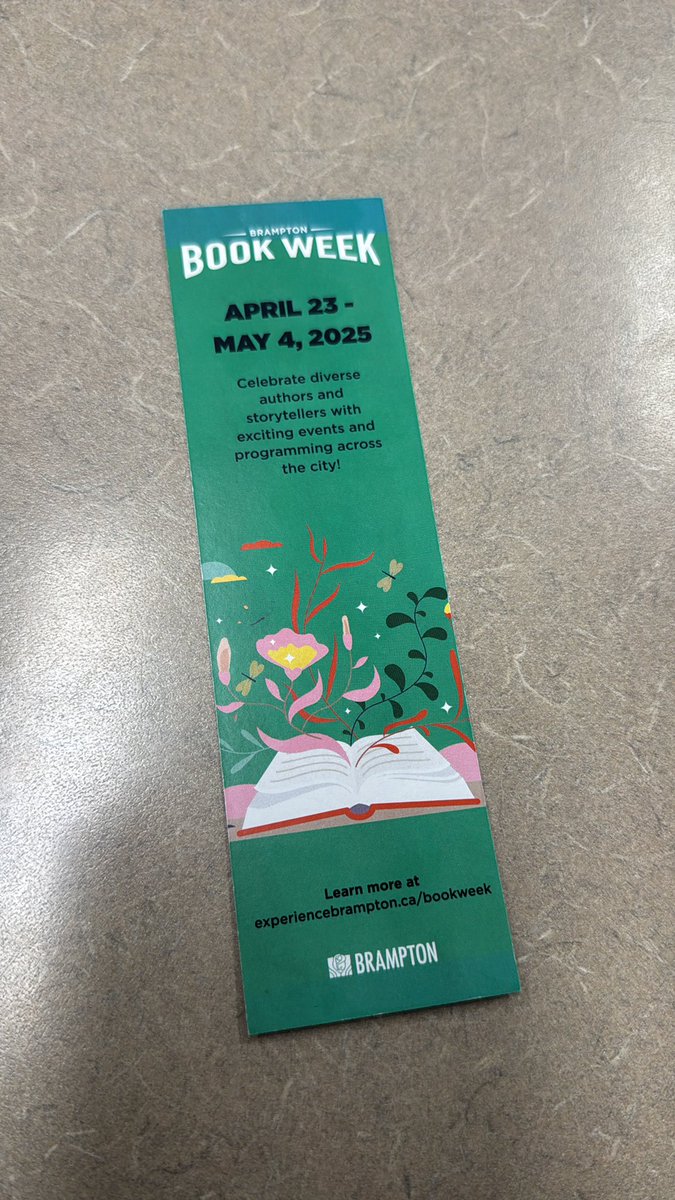 BRAMPTON
BOOK WEEK
APRIL 23 -
MAY 4, 2025
Celebrate diverse
authors and
storytellers with
exciting events and
programming across
the city!
Learn more at
experiencebrampton.ca/bookweek
BRAMPTON